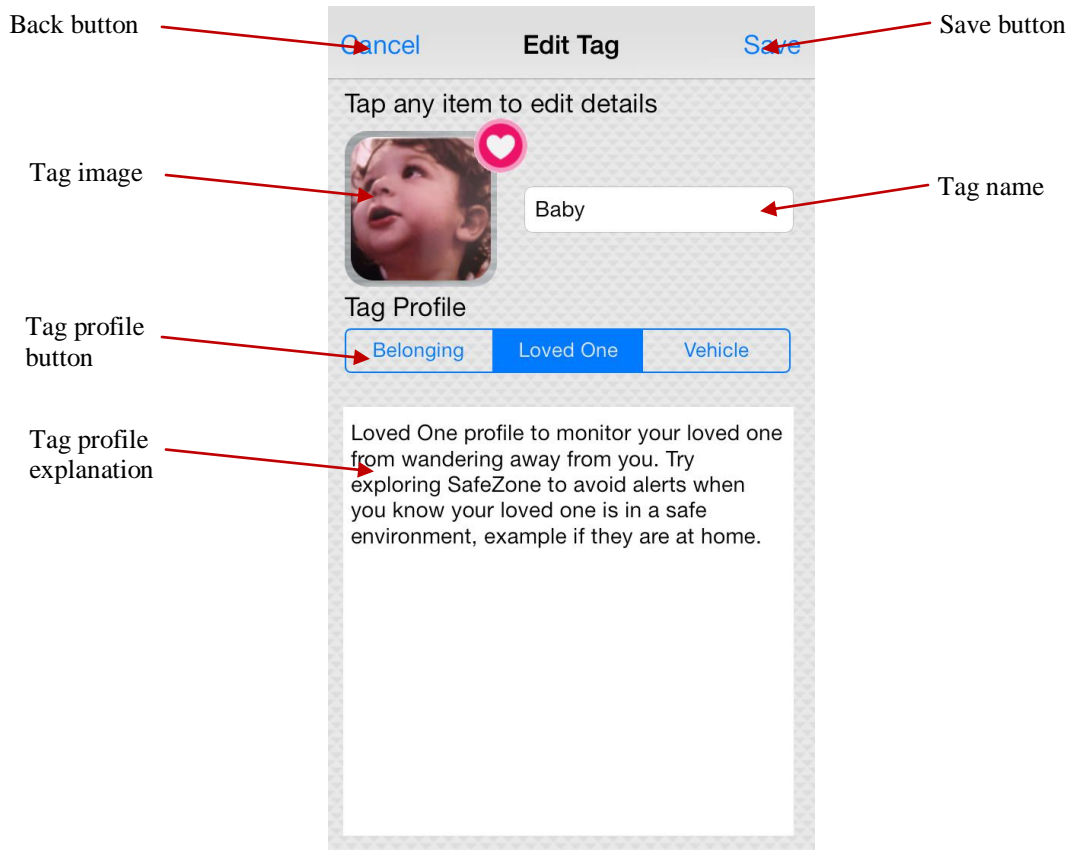 Back button
Save button
Cancel Edit Tag Save
Tap any item to edit details
Tag image
Tag name
Baby
Tag Profile
Tag profile
button
Belonging Loved One Vehicle
Tag profile
explanation
Loved One profile to monitor your loved one
from wandering away from you. Try
exploring SafeZone to avoid alerts when
you know your loved one is in a safe
environment, example if they are at home.